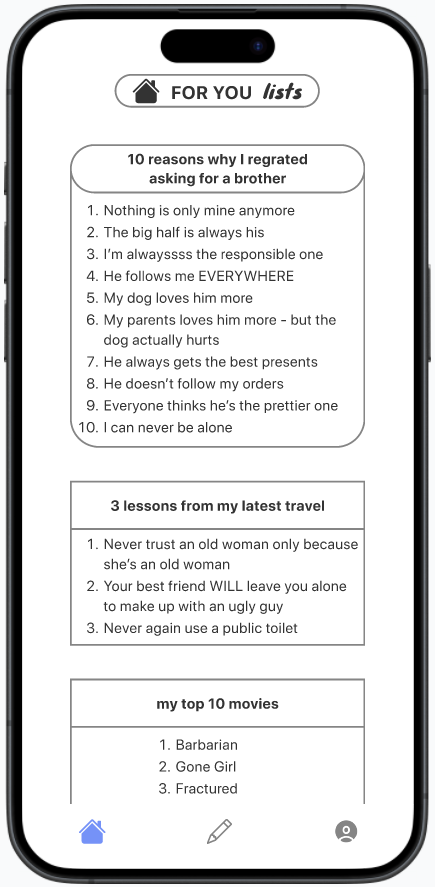 FOR YOU lists
10 reasons why I regrated
asking for a brother
1. Nothing is only mine anymore
2. The big half is always his
3. I'm alwayssss the responsible one
4. He follows me EVERYWHERE
5. My dog loves him more
6. My parents loves him more - but the
dog actually hurts
7. He always gets the best presents
8. He doesn't follow my orders
9. Everyone thinks he's the prettier one
10. I can never be alone
3 lessons from my latest travel
1. Never trust an old woman only because
she's an old woman
2. Your best friend WILL leave you alone
to make up with an ugly guy
3. Never again use a public toilet
my top 10 movies
1. Barbarian
2. Gone Girl
3. Fractured